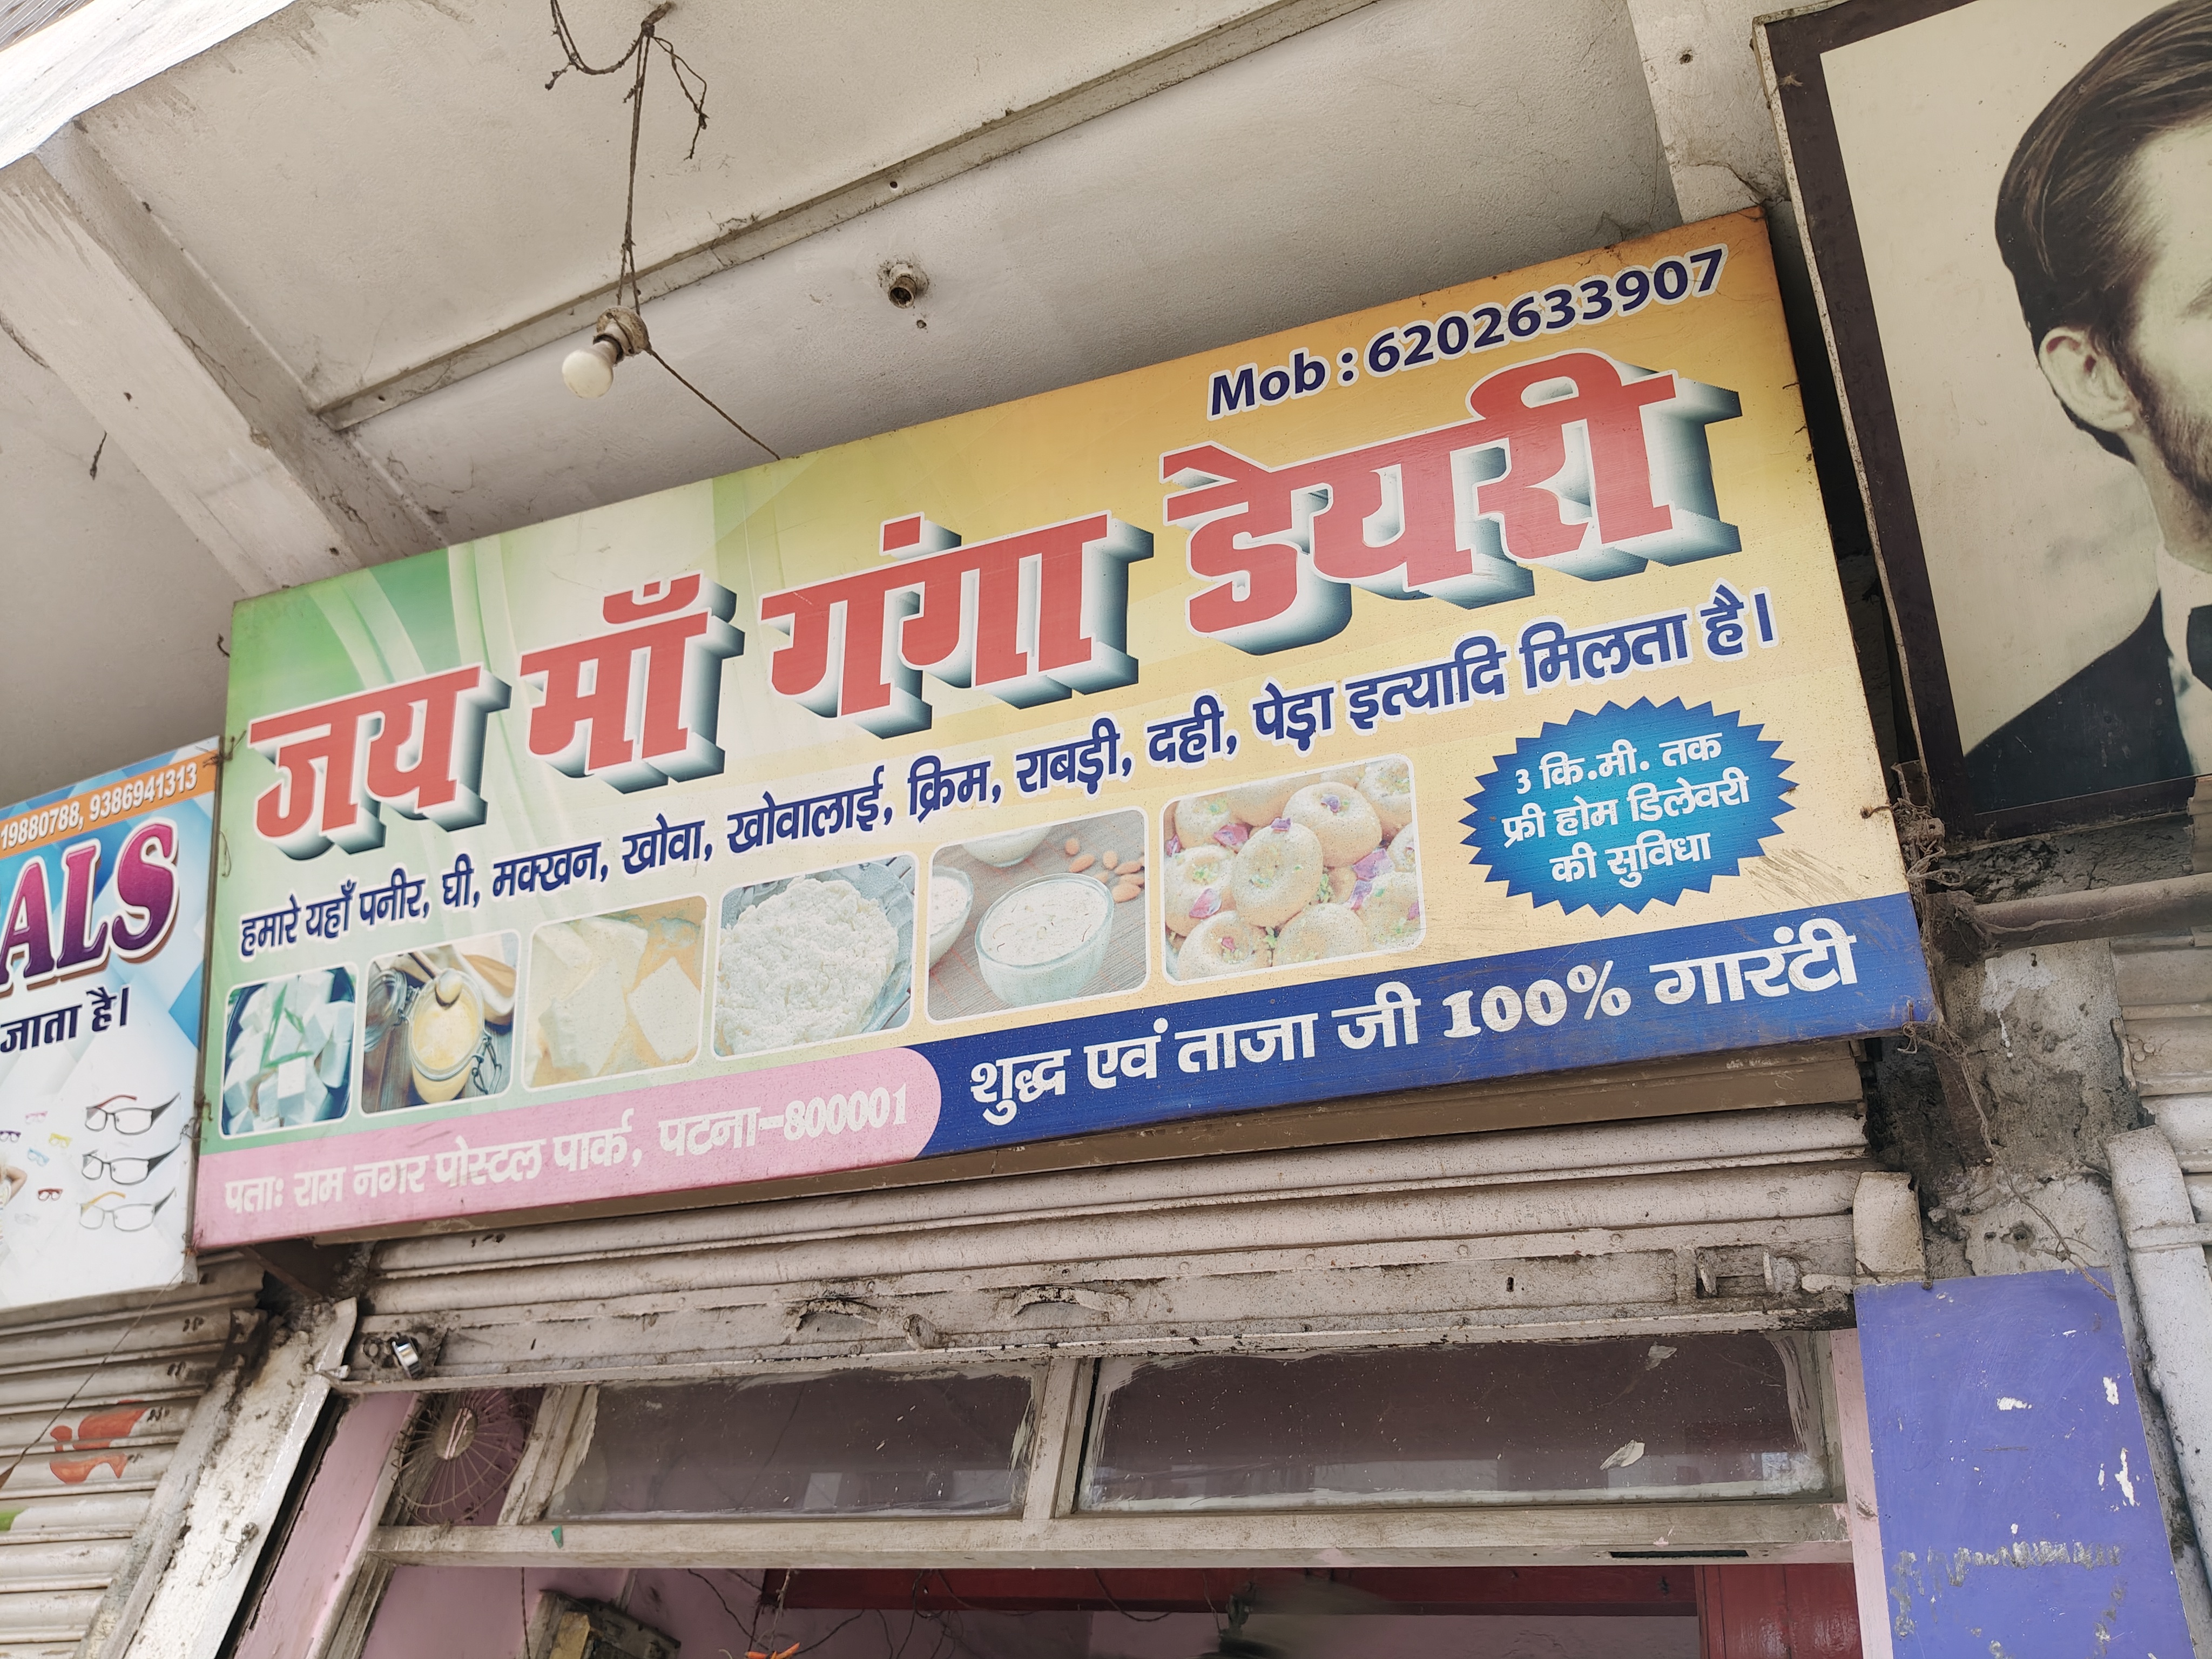 Mob : 6202633907
जय माँ गंगा डेयरी
हमारे यहाँ पनीर, घी, मक्खन, खोवा, खोवालाई, क्रिम, राबड़ी, दही, पेड़ा इत्यादि मिलता है।
3 कि.मी. तक
फ्री होम डिलेवरी
की सुविधा
शुद्ध एवं ताजा जी 100% गारंटी
पताः राम नगर पोस्टल पार्क, पटना-800001
19880788, 9386941313
ALS
जाता है।